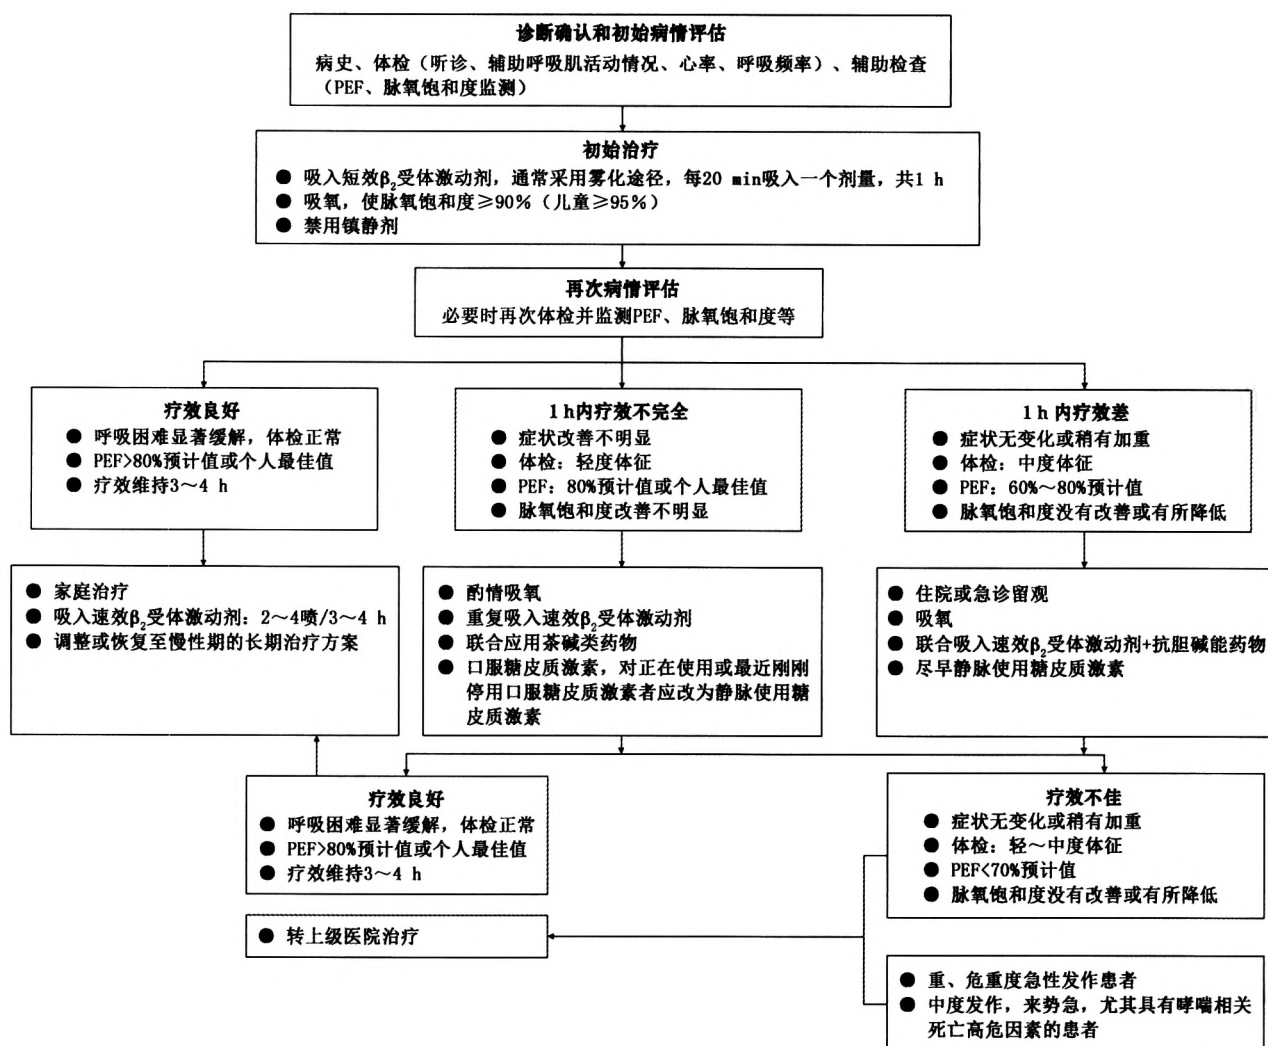 诊断确认和初始病情评估
病史、体检（听诊、辅助呼吸肌活动情况、心率、呼吸频率）、辅助检查
（PEF、脉氧饱和度监测）
初始治疗
● 吸入短效β₂受体激动剂，通常采用雾化途径，每20 min吸入一个剂量，共1 h
● 吸氧，使脉氧饱和度≥90%（儿童≥95%）
● 禁用镇静剂
再次病情评估
必要时再次体检并监测PEF、脉氧饱和度等
疗效良好
● 呼吸困难显著缓解，体检正常
● PEF>80%预计值或个人最佳值
● 疗效维持3～4 h
1 h内疗效不完全
● 症状改善不明显
● 体检：轻度体征
● PEF：80%预计值或个人最佳值
● 脉氧饱和度改善不明显
1 h 内疗效差
● 症状无变化或稍有加重
● 体检：中度体征
● PEF：60%～80%预计值
● 脉氧饱和度没有改善或有所降低
● 家庭治疗
● 吸入速效β₂受体激动剂：2～4喷/3～4 h
● 调整或恢复至慢性期的长期治疗方案
● 酌情吸氧
● 重复吸入速效β₂受体激动剂
● 联合应用茶碱类药物
● 口服糖皮质激素，对正在使用或最近刚刚
停用口服糖皮质激素者应改为静脉使用糖
皮质激素
● 住院或急诊留观
● 吸氧
● 联合吸入速效β₂受体激动剂+抗胆碱能药物
● 尽早静脉使用糖皮质激素
疗效良好
● 呼吸困难显著缓解，体检正常
● PEF>80%预计值或个人最佳值
● 疗效维持3～4 h
疗效不佳
● 症状无变化或稍有加重
● 体检：轻～中度体征
● PEF<70%预计值
● 脉氧饱和度没有改善或有所降低
● 转上级医院治疗
● 重、危重度急性发作患者
● 中度发作，来势急，尤其具有哮喘相关
死亡高危因素的患者